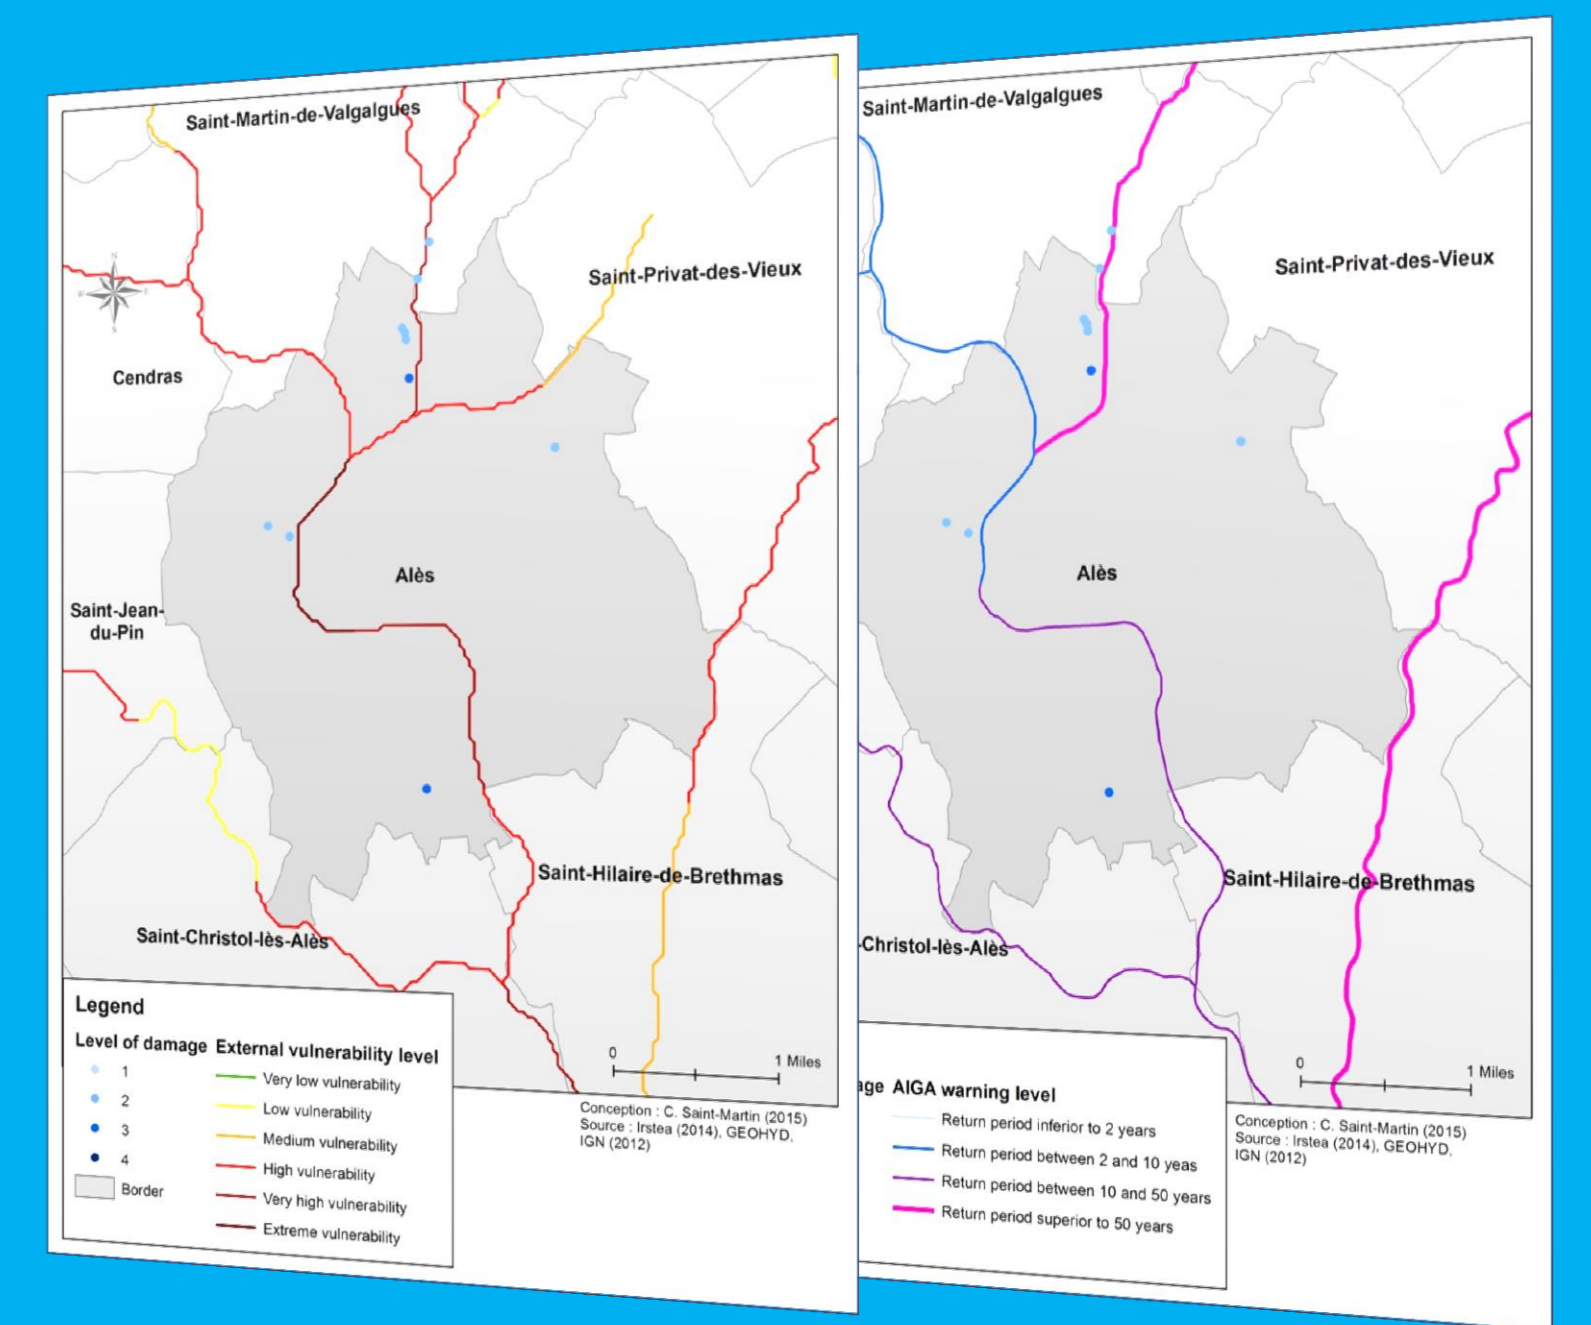 Saint-Martin-de-Valgalgues
Saint-Privat-des-Vieux
N
Cendras
Alès
Saint-Jean-
du-Pin
Saint-Hilaire-de-Brethmas
Saint-Christol-lès-Alès
Legend
Level of damage
1
2
3
4
Border
External vulnerability level
Very low vulnerability
Low vulnerability
Medium vulnerability
High vulnerability
Very high vulnerability
Extreme vulnerability
0 1 Miles
Conception : C. Saint-Martin (2015)
Source : Irstea (2014), GEOHYD,
IGN (2012)
Saint-Martin-de-Valgalgues
Saint-Privat-des-Vieux
Alès
Saint-Hilaire-de-Brethmas
-Christol-lès-Alès
age AIGA warning level
Return period inferior to 2 years
Return period between 2 and 10 yeas
Return period between 10 and 50 years
Return period superior to 50 years
0 1 Miles
Conception : C. Saint-Martin (2015)
Source : Irstea (2014), GEOHYD,
IGN (2012)